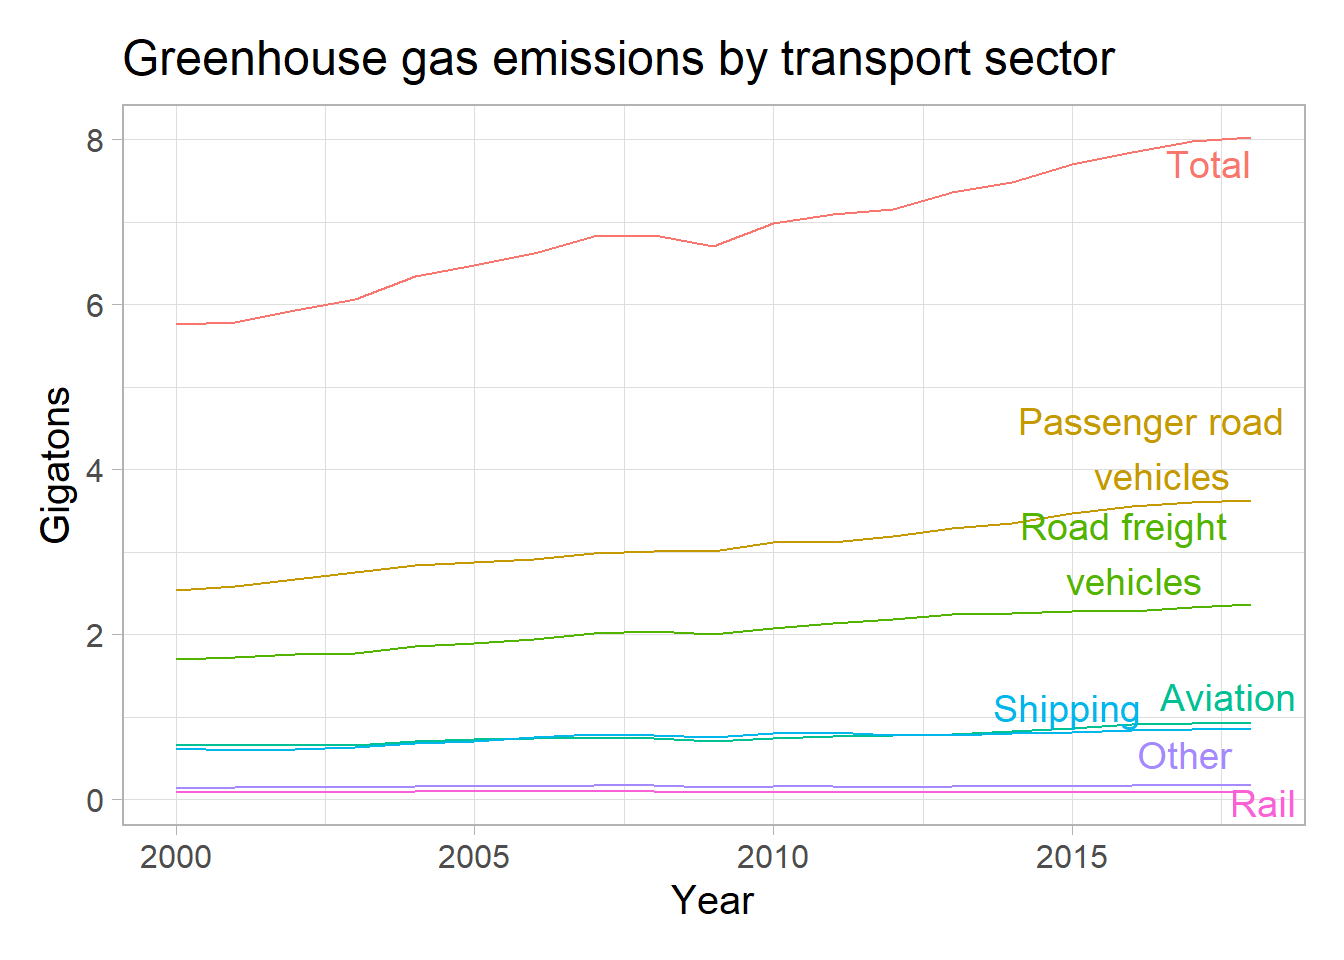 Greenhouse gas emissions by transport sector
8
Total
6
Passenger road
vehicles
4
Road freight
vehicles
2
Aviation
Shipping
Other
0
Rail
Gigatons
2000
2005
2010
2015
Year